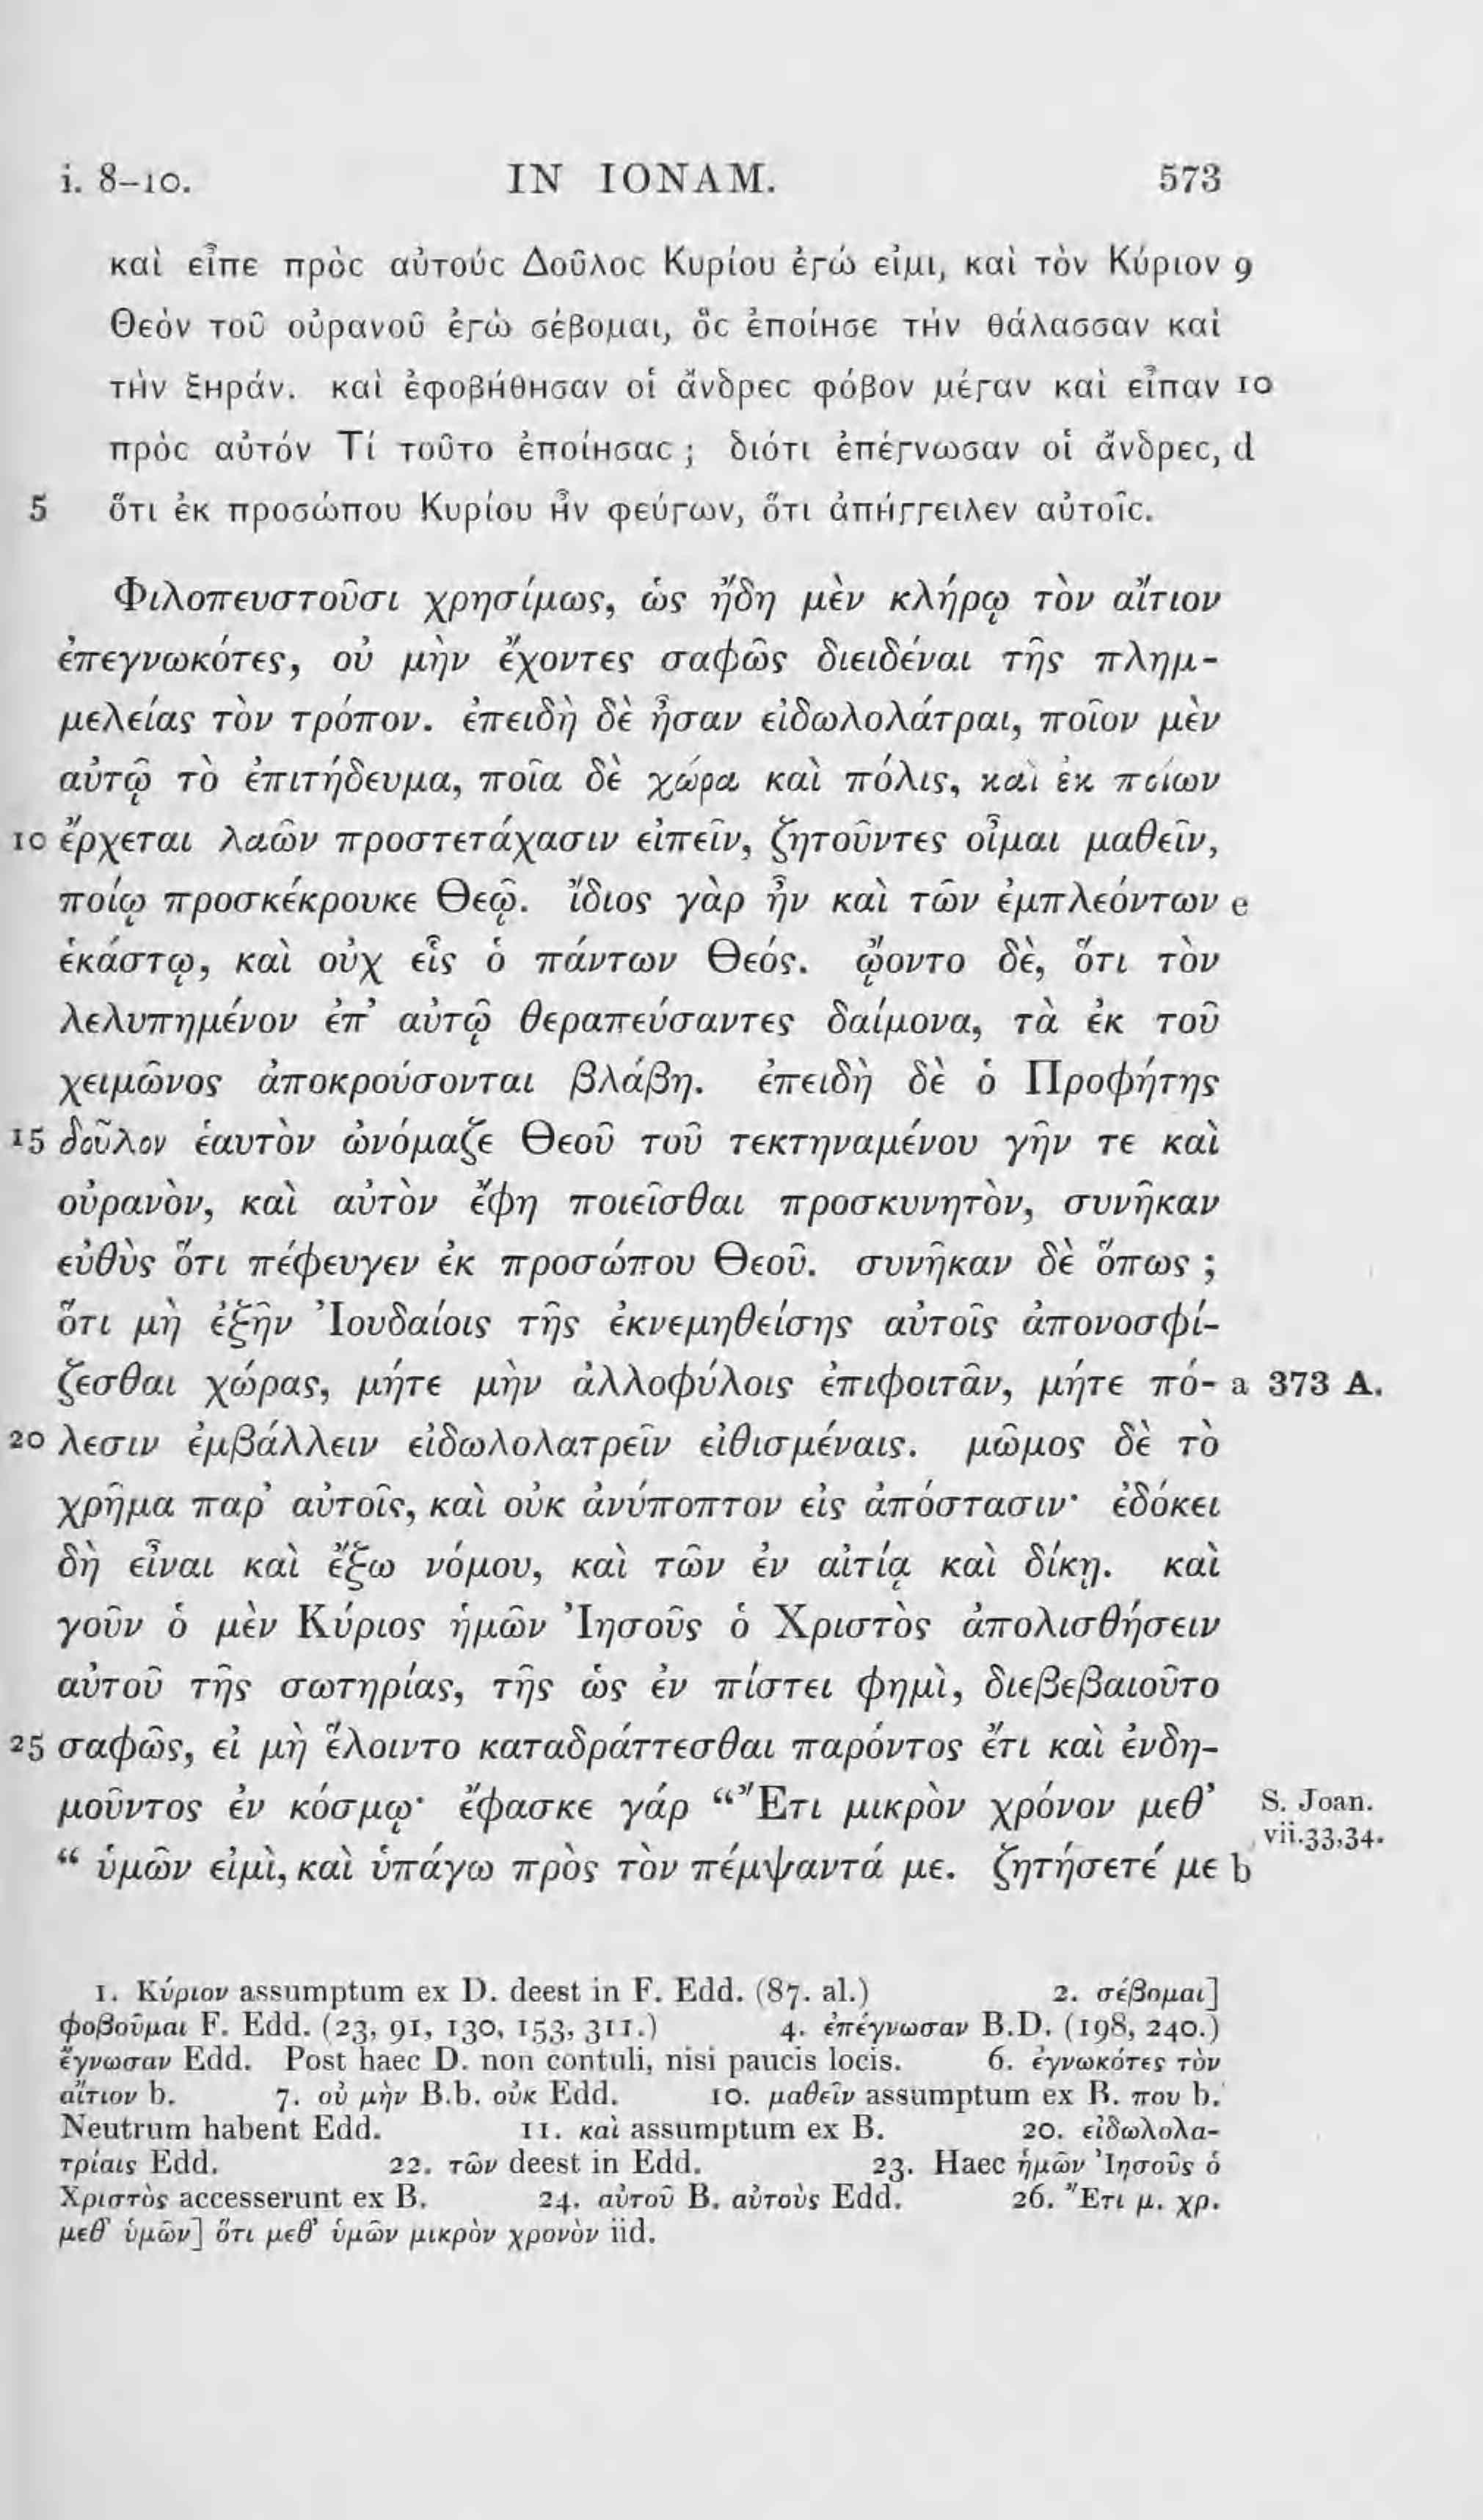 i. 8–10. IN IONAM. 573
καὶ εἶπε πρὸς αὐτούς Δοῦλος Κυρίου ἐγώ εἰμι, καὶ τὸν Κύριον 9
Θεὸν τοῦ οὐρανοῦ ἐγὼ σέβομαι, ὃς ἐποίησε τὴν θάλασσαν καὶ
τὴν ξηράν. καὶ ἐφοβήθησαν οἱ ἄνδρες φόβον μέγαν καὶ εἶπαν 10
πρὸς αὐτόν Τί τοῦτο ἐποίησας ; διότι ἐπέγνωσαν οἱ ἄνδρες, d
5 ὅτι ἐκ προσώπου Κυρίου ἦν φεύγων, ὅτι ἀπήγγειλεν αὐτοῖς.
Φιλοπευστοῦσι χρησίμως, ὡς ἤδη μὲν κλήρῳ τὸν αἴτιον
ἐπεγνωκότες, οὐ μὴν ἔχοντες σαφῶς διειδέναι τῆς πλημ-
μελείας τὸν τρόπον. ἐπειδὴ δὲ ἦσαν εἰδωλολάτραι, ποῖον μὲν
αὐτῷ τὸ ἐπιτήδευμα, ποῖα δὲ χώρα καὶ πόλις, καὶ ἐκ ποίων
10 ἔρχεται λαῶν προστετάχασιν εἰπεῖν, ζητοῦντες οἶμαι μαθεῖν,
ποίῳ προσκέκρουκε Θεῷ. ἴδιος γὰρ ἦν καὶ τῶν ἐμπλεόντων e
ἑκάστῳ, καὶ οὐχ εἷς ὁ πάντων Θεός. ᾤοντο δὲ, ὅτι τὸν
λελυπημένον ἐπ’ αὐτῷ θεραπεύσαντες δαίμονα, τὰ ἐκ τοῦ
χειμῶνος ἀποκρούσονται βλάβη. ἐπειδὴ δὲ ὁ Προφήτης
15 δοῦλον ἑαυτὸν ὠνόμαζε Θεοῦ τοῦ τεκτηναμένου γῆν τε καὶ
οὐρανὸν, καὶ αὐτὸν ἔφη ποιεῖσθαι προσκυνητὸν, συνῆκαν
εὐθὺς ὅτι πέφευγεν ἐκ προσώπου Θεοῦ. συνῆκαν δὲ ὅπως ;
ὅτι μὴ ἐξῆν Ἰουδαίοις τῆς ἐκνεμηθείσης αὐτοῖς ἀπονοσφί-
ζεσθαι χώρας, μήτε μὴν ἀλλοφύλοις ἐπιφοιτᾶν, μήτε πό- a 373 A.
20 λεσιν ἐμβάλλειν εἰδωλολατρεῖν εἰθισμέναις. μῶμος δὲ τὸ
χρῆμα παρ’ αὐτοῖς, καὶ οὐκ ἀνύποπτον εἰς ἀπόστασιν· ἐδόκει
δὴ εἶναι καὶ ἔξω νόμου, καὶ τῶν ἐν αἰτίᾳ καὶ δίκῃ. καὶ
γοῦν ὁ μὲν Κύριος ἡμῶν Ἰησοῦς ὁ Χριστὸς ἀπολισθήσειν
αὐτοῦ τῆς σωτηρίας, τῆς ὡς ἐν πίστει φημὶ, διεβεβαιοῦτο
25 σαφῶς, εἰ μὴ ἕλοιντο καταδράττεσθαι παρόντος ἔτι καὶ ἐνδη-
μοῦντος ἐν κόσμῳ· ἔφασκε γάρ “Ἔτι μικρὸν χρόνον μεθ’ S. Joan. vii.33,34.
“ ὑμῶν εἰμὶ, καὶ ὑπάγω πρὸς τὸν πέμψαντά με. ζητήσετέ με b
1. Κύριον assumptum ex D. deest in F. Edd. (87. al.) 2. σέβομαι]
φοβοῦμαι F. Edd. (23, 91, 130, 153, 311.) 4. ἐπέγνωσαν B.D. (198, 240.)
ἔγνωσαν Edd. Post haec D. non contuli, nisi paucis locis. 6. ἐγνωκότες τὸν
αἴτιον b. 7. οὐ μὴν B.b. οὐκ Edd. 10. μαθεῖν assumptum ex B. που b.
Neutrum habent Edd. 11. καὶ assumptum ex B. 20. εἰδωλολα-
τρίαις Edd. 22. τῶν deest in Edd. 23. Haec ἡμῶν Ἰησοῦς ὁ
Χριστὸς accesserunt ex B. 24. αὐτοῦ B. αὐτοὺς Edd. 26. Ἔτι μ. χρ.
μεθ’ ὑμῶν] ὅτι μεθ’ ὑμῶν μικρὸν χρονὸν iid.